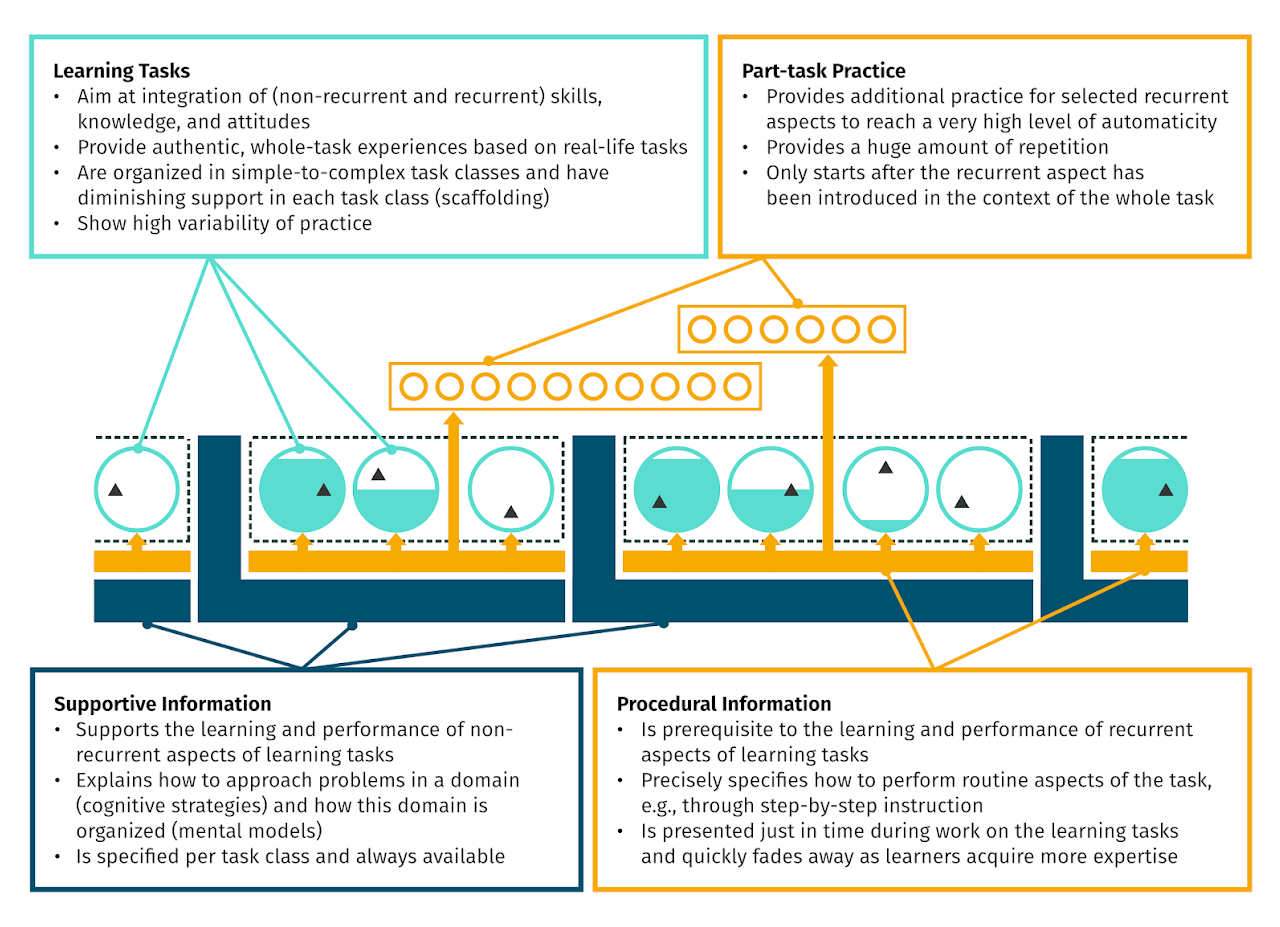 Learning Tasks
• Aim at integration of (non-recurrent and recurrent) skills,
knowledge, and attitudes
• Provide authentic, whole-task experiences based on real-life tasks
• Are organized in simple-to-complex task classes and have
diminishing support in each task class (scaffolding)
• Show high variability of practice
Part-task Practice
• Provides additional practice for selected recurrent
aspects to reach a very high level of automaticity
• Provides a huge amount of repetition
• Only starts after the recurrent aspect has
been introduced in the context of the whole task
Supportive Information
• Supports the learning and performance of non-
recurrent aspects of learning tasks
• Explains how to approach problems in a domain
(cognitive strategies) and how this domain is
organized (mental models)
• Is specified per task class and always available
Procedural Information
• Is prerequisite to the learning and performance of recurrent
aspects of learning tasks
• Precisely specifies how to perform routine aspects of the task,
e.g., through step-by-step instruction
• Is presented just in time during work on the learning tasks
and quickly fades away as learners acquire more expertise